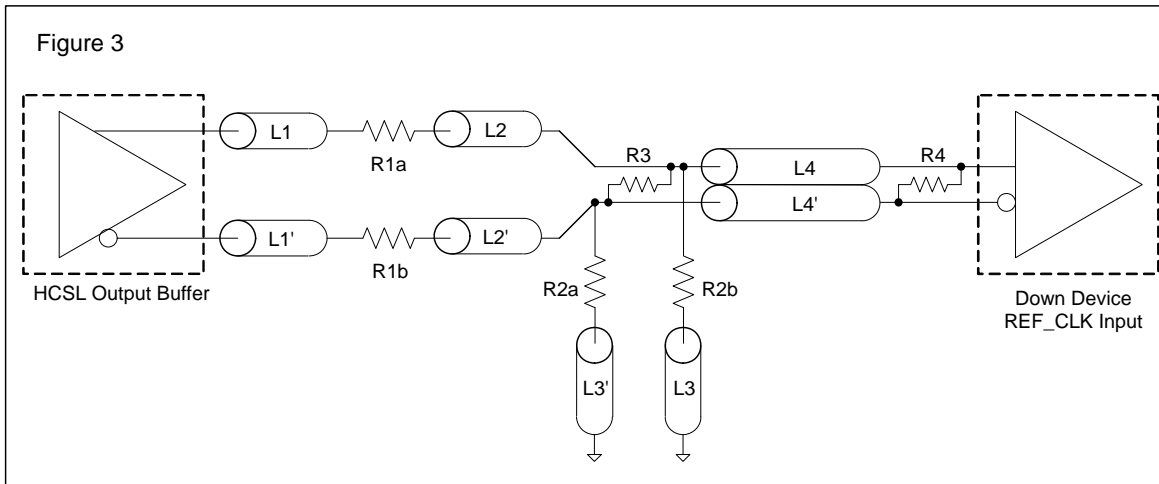 Figure 3
L1
R1a
L2
R3
L4
R4
L4'
L1'
R1b
L2'
HCSL Output Buffer
R2a
R2b
Down Device
REF_CLK Input
L3'
L3